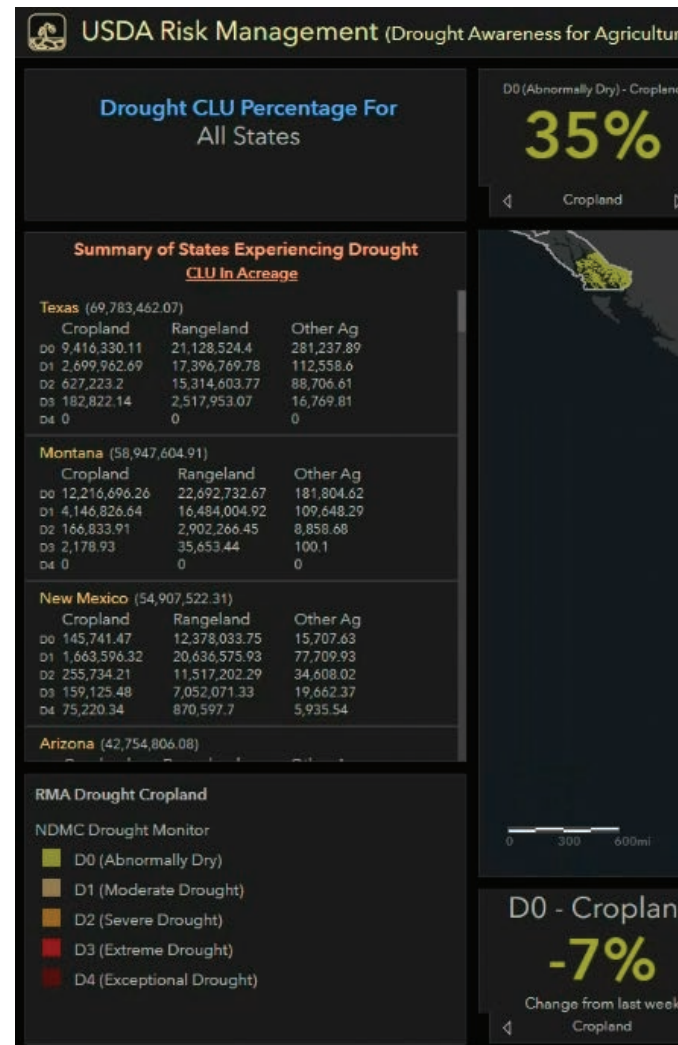 USDA Risk Management (Drought Awareness for Agricultur
Drought CLU Percentage For
All States
D0 (Abnormally Dry) - Cropland
35%
Cropland
Summary of States Experiencing Drought
CLU In Acreage
Texas (69,783,462.07)
Cropland Rangeland Other Ag
D0 9,416,330.11 21,128,524.4 281,237.89
D1 2,699,962.69 17,396,769.78 112,558.6
D2 627,223.2 15,314,603.77 88,706.61
D3 182,822.14 2,517,953.07 16,769.81
D4 0 0 0
Montana (58,947,604.91)
Cropland Rangeland Other Ag
D0 12,216,696.26 22,692,732.67 181,804.62
D1 4,146,826.64 16,484,004.92 109,648.29
D2 166,833.91 2,902,266.45 8,858.68
D3 2,178.93 35,653.44 100.1
D4 0 0 0
New Mexico (54,907,522.31)
Cropland Rangeland Other Ag
D0 145,741.47 12,378,033.75 15,707.63
D1 1,663,596.32 20,636,575.93 77,709.93
D2 255,734.21 11,517,202.29 34,608.02
D3 159,125.48 7,052,071.33 19,662.37
D4 75,220.34 870,597.7 5,935.54
Arizona (42,754,806.08)
RMA Drought Cropland
NDMC Drought Monitor
D0 (Abnormally Dry)
D1 (Moderate Drought)
D2 (Severe Drought)
D3 (Extreme Drought)
D4 (Exceptional Drought)
0 300 600mi
D0 - Croplan
-7%
Change from last week
Cropland